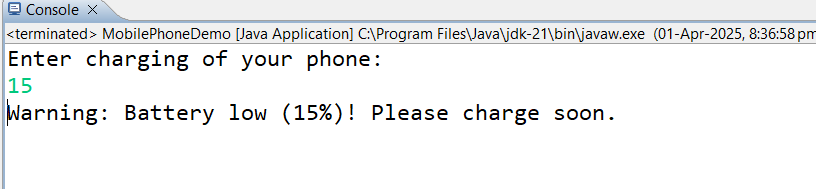 Console
<terminated> MobilePhoneDemo [Java Application] C:\Program Files\Java\jdk-21\bin\javaw.exe (01-Apr-2025, 8:36:58 pm
Enter charging of your phone:
15
Warning: Battery low (15%)! Please charge soon.